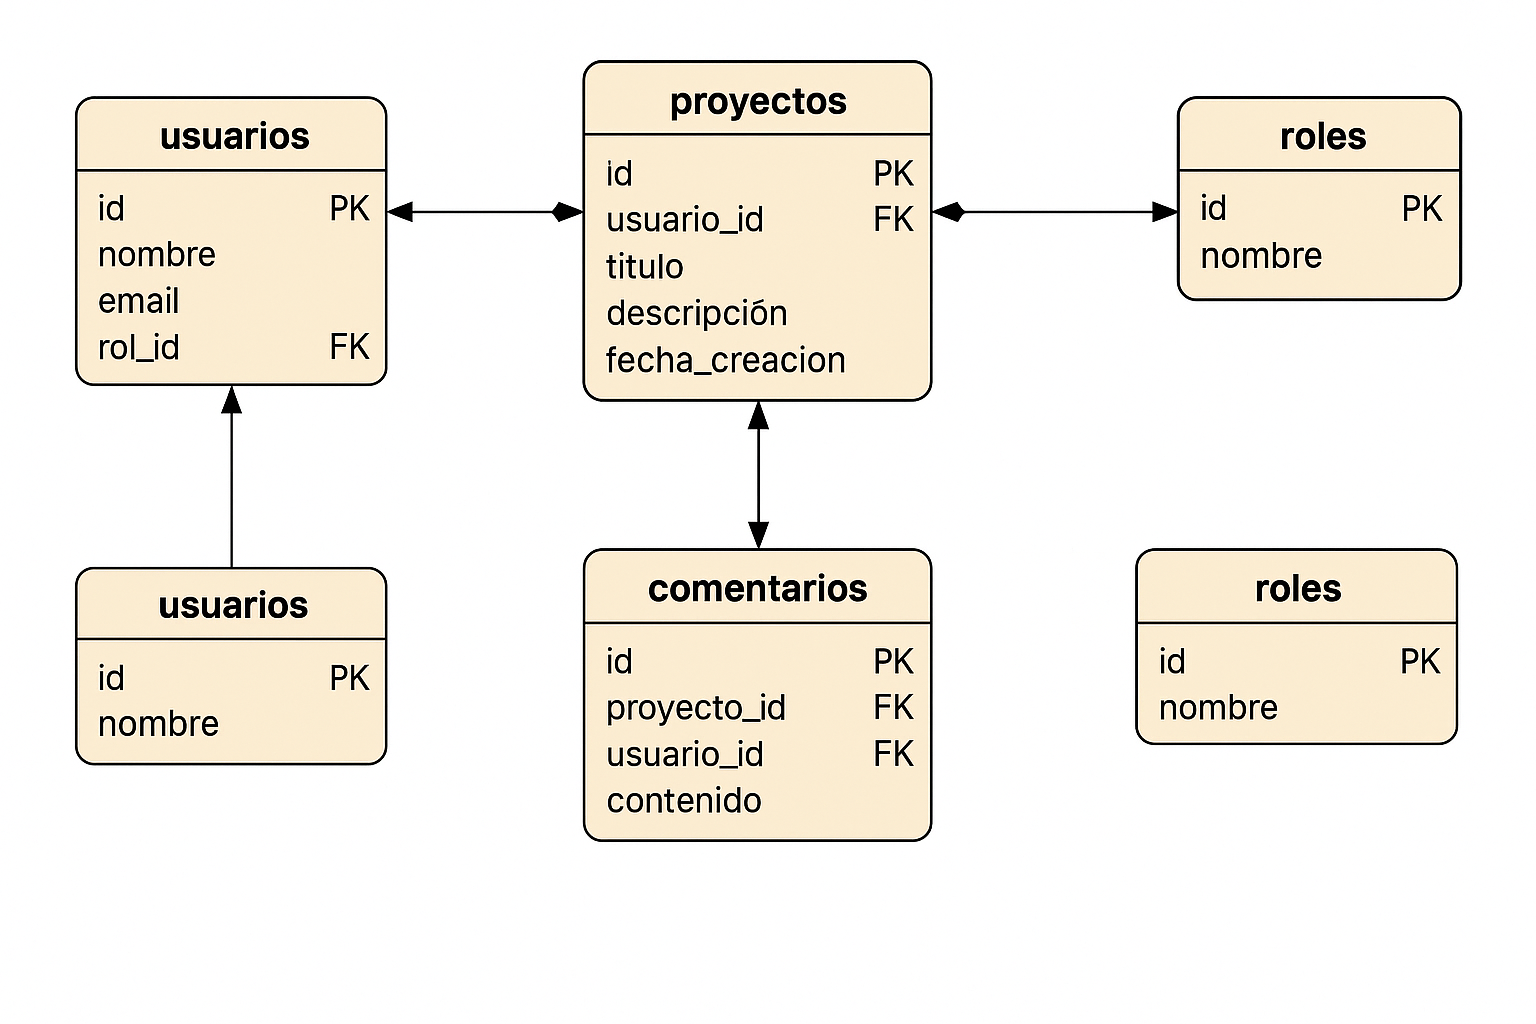 usuarios
id PK
nombre
email
rol_id FK
proyectos
id PK
usuario_id FK
titulo
descripción
fecha_creacion
roles
id PK
nombre
usuarios
id PK
nombre
comentarios
id PK
proyecto_id FK
usuario_id FK
contenido
roles
id PK
nombre